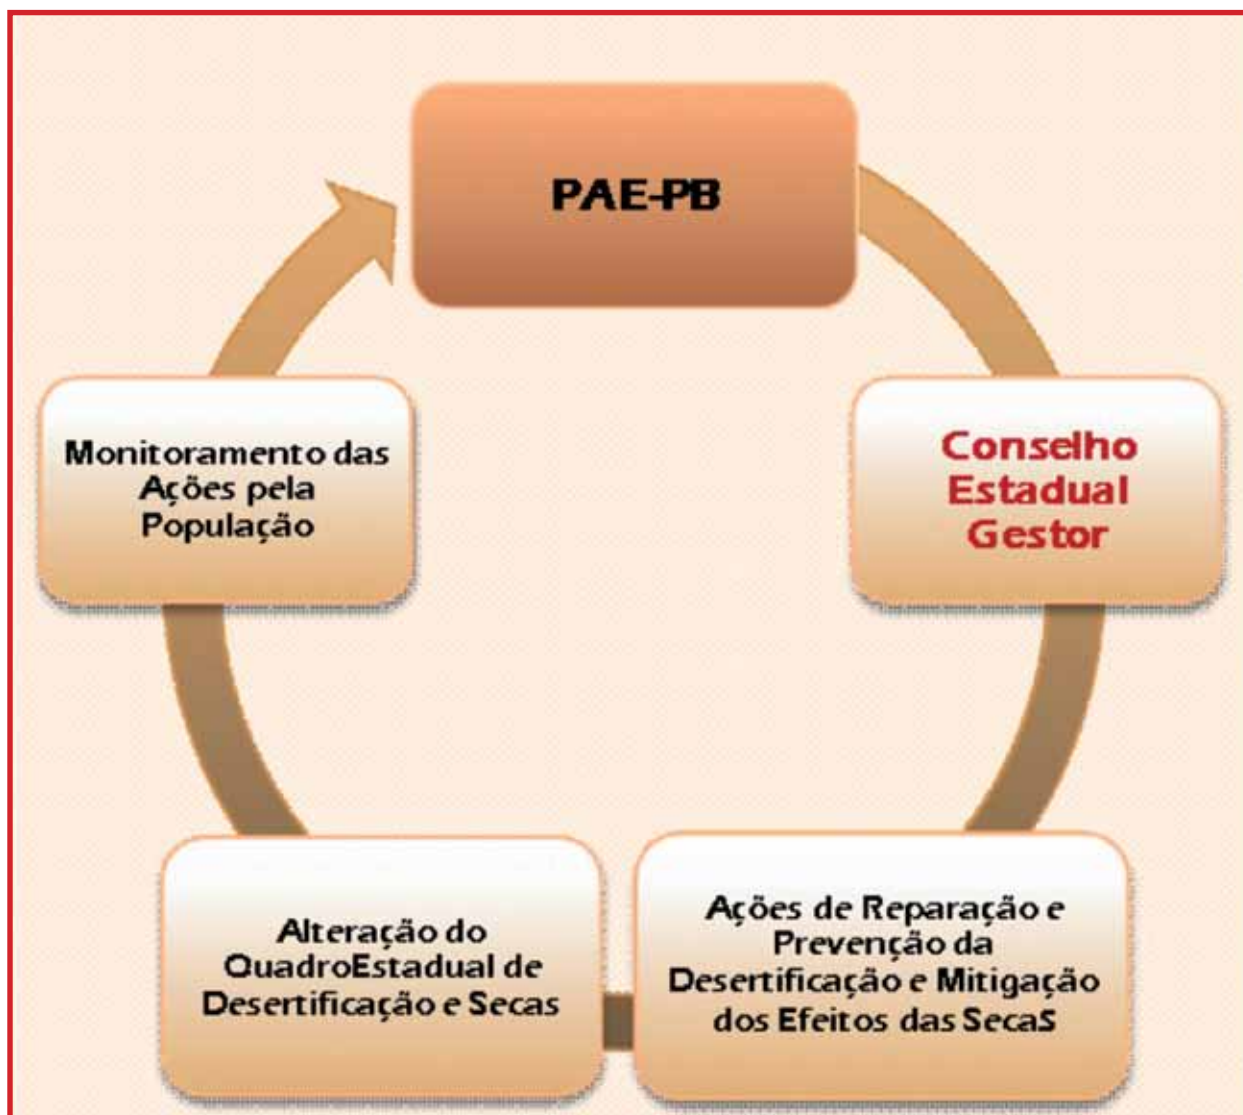 PAE-PB
Conselho
Estadual
Gestor
Ações de Reparação e
Prevenção da
Desertificação e Mitigação
dos Efeitos das Secas
Alteração do
QuadroEstadual de
Desertificação e Secas
Monitoramento das
Ações pela
População